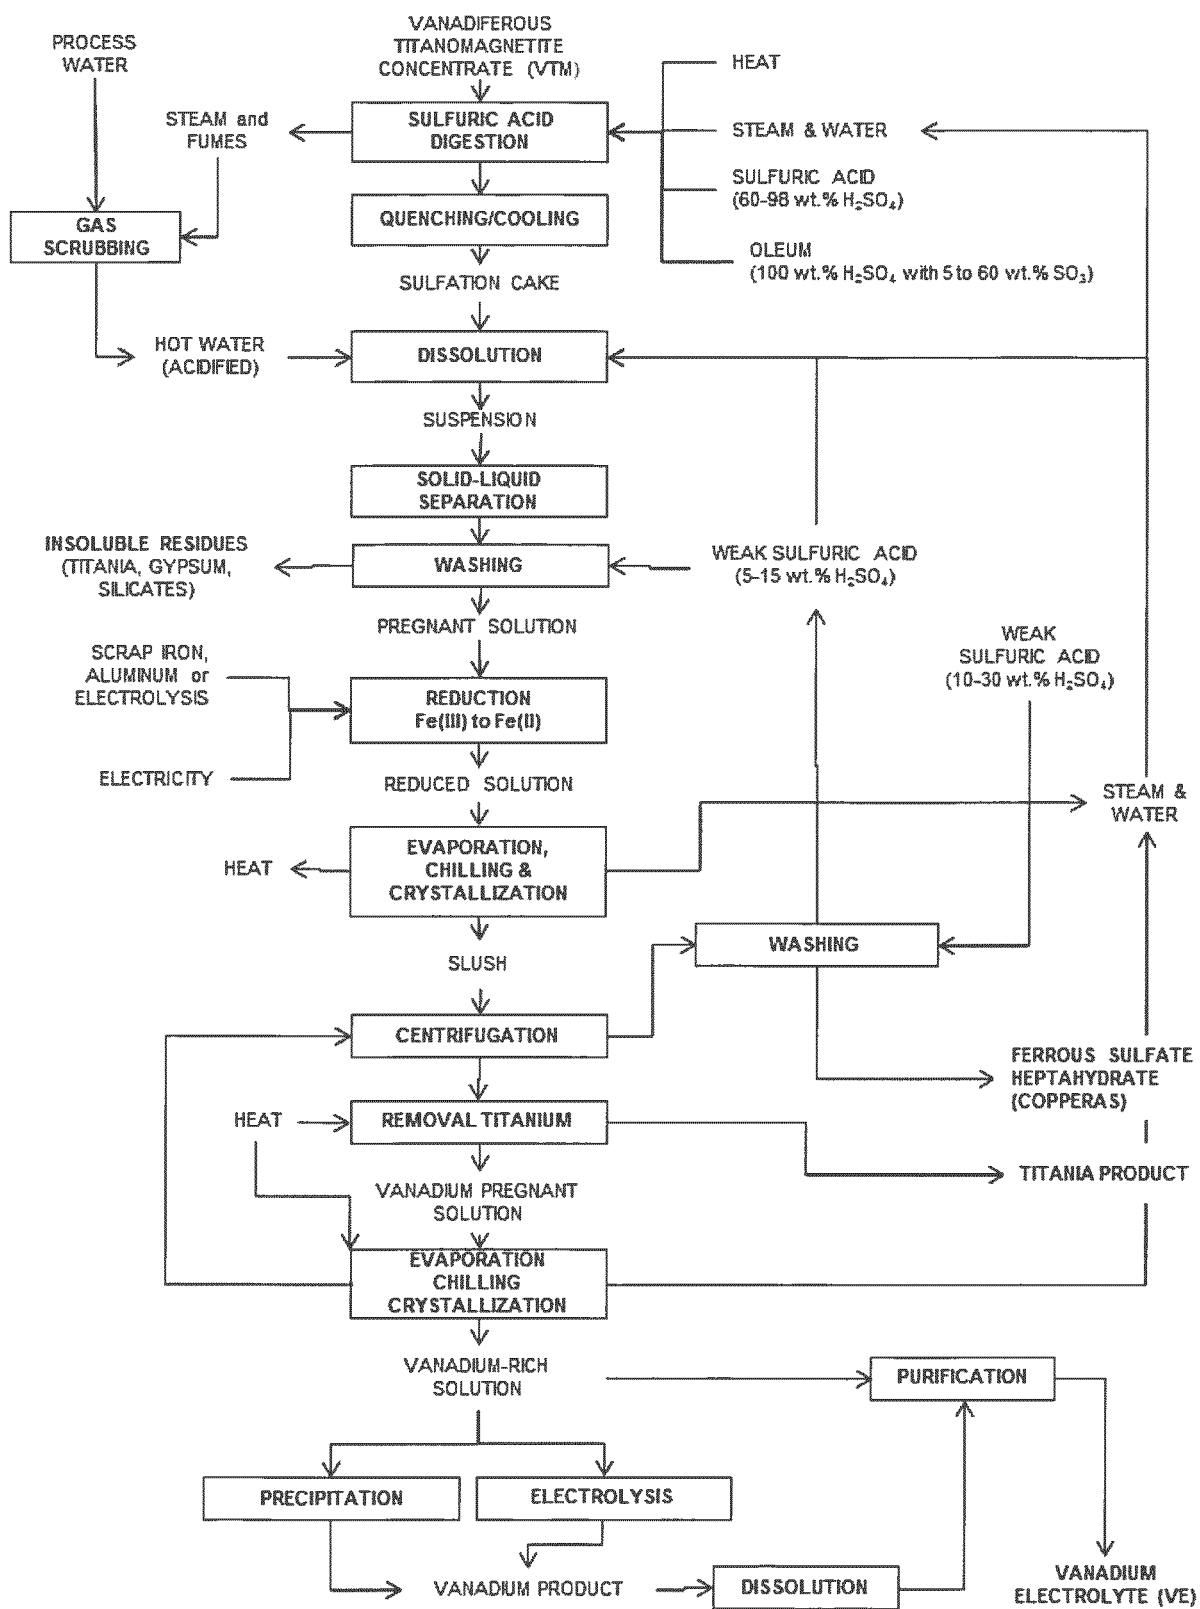 VANADIFEROUS
TITANOMAGNETITE
CONCENTRATE (VTM)
PROCESS
WATER
HEAT
STEAM and
FUMES
SULFURIC ACID
DIGESTION
STEAM & WATER
SULFURIC ACID
(60-98 wt.% H₂SO₄)
QUENCHING/COOLING
GAS
SCRUBBING
OLEUM
(100 wt.% H₂SO₄ with 5 to 60 wt.% SO₃)
SULFATION CAKE
HOT WATER
(ACIDIFIED)
DISSOLUTION
SUSPENSION
SOLID-LIQUID
SEPARATION
INSOLUBLE RESIDUES
(TITANIA, GYPSUM,
SILICATES)
WASHING
WEAK SULFURIC ACID
(5-15 wt.% H₂SO₄)
PREGNANT SOLUTION
WEAK
SULFURIC ACID
(10-30 wt.% H₂SO₄)
SCRAP IRON,
ALUMINUM or
ELECTROLYSIS
REDUCTION
Fe(III) to Fe(II)
ELECTRICITY
REDUCED SOLUTION
STEAM &
WATER
HEAT
EVAPORATION,
CHILLING &
CRYSTALLIZATION
WASHING
SLUSH
CENTRIFUGATION
FERROUS SULFATE
HEPTAHYDRATE
(COPPERAS)
HEAT
REMOVAL TITANIUM
TITANIA PRODUCT
VANADIUM PREGNANT
SOLUTION
EVAPORATION
CHILLING
CRYSTALLIZATION
VANADIUM-RICH
SOLUTION
PURIFICATION
PRECIPITATION
ELECTROLYSIS
VANADIUM PRODUCT
DISSOLUTION
VANADIUM
ELECTROLYTE (VE)